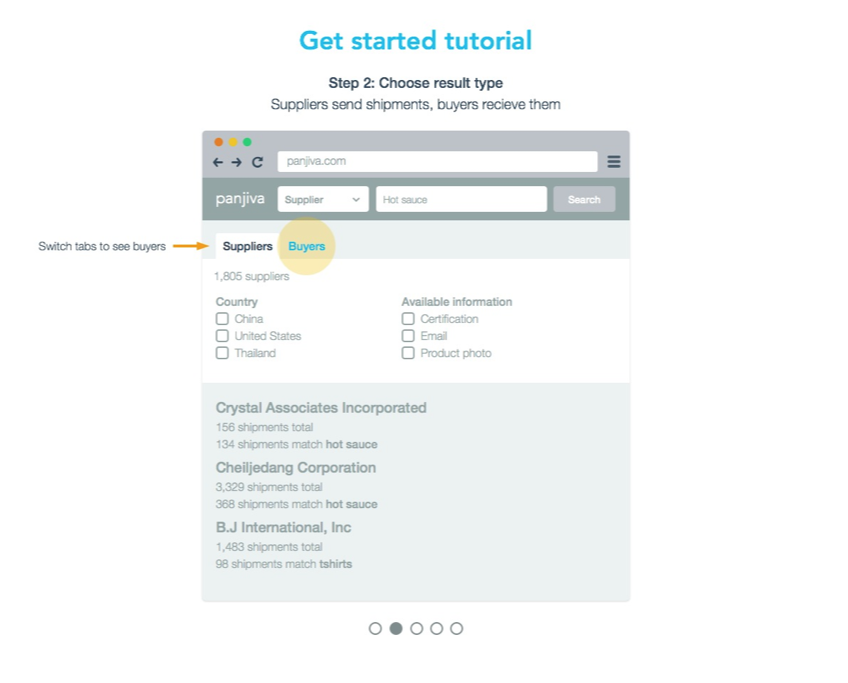 Get started tutorial
Step 2: Choose result type
Suppliers send shipments, buyers recieve them
panjiva.com
panjiva
Supplier
Hot sauce
Search
Switch tabs to see buyers
Suppliers
Buyers
1,805 suppliers
Country
China
United States
Thailand
Available information
Certification
Email
Product photo
Crystal Associates Incorporated
156 shipments total
134 shipments match hot sauce
Cheiljedang Corporation
3,329 shipments total
368 shipments match hot sauce
B.J International, Inc
1,483 shipments total
98 shipments match tshirts